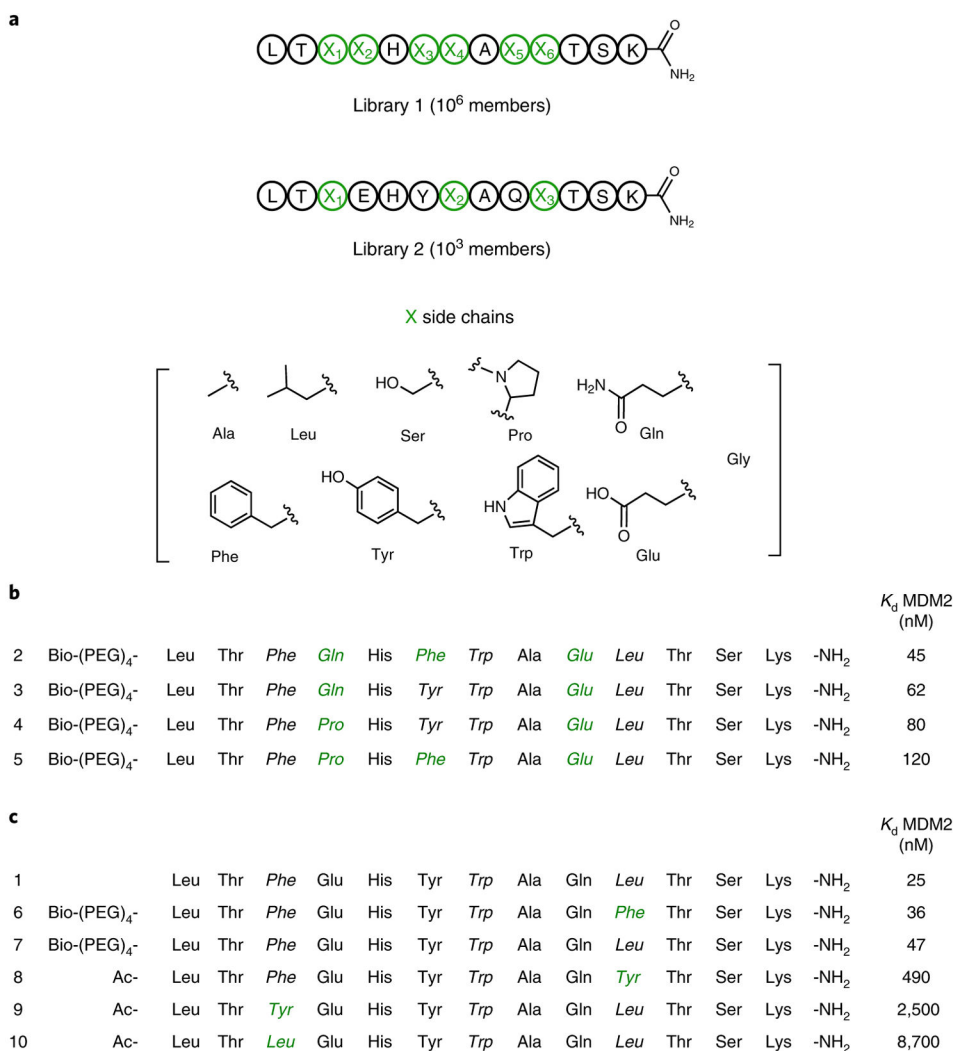 a
L T X1 X2 H X3 X4 A X5 X6 T S K O NH2
Library 1 (10^6 members)
L T X1 E H Y X2 A Q X3 T S K O NH2
Library 2 (10^3 members)
X side chains
HO N H2N O
Ala Leu Ser Pro Gln
Gly
HO HN HO O
Phe Tyr Trp Glu
b
Kd MDM2
(nM)
2 Bio-(PEG)4- Leu Thr Phe Gln His Phe Trp Ala Glu Leu Thr Ser Lys -NH2 45
3 Bio-(PEG)4- Leu Thr Phe Gln His Tyr Trp Ala Glu Leu Thr Ser Lys -NH2 62
4 Bio-(PEG)4- Leu Thr Phe Pro His Tyr Trp Ala Glu Leu Thr Ser Lys -NH2 80
5 Bio-(PEG)4- Leu Thr Phe Pro His Phe Trp Ala Glu Leu Thr Ser Lys -NH2 120
c
Kd MDM2
(nM)
1 Leu Thr Phe Glu His Tyr Trp Ala Gln Leu Thr Ser Lys -NH2 25
6 Bio-(PEG)4- Leu Thr Phe Glu His Tyr Trp Ala Gln Phe Thr Ser Lys -NH2 36
7 Bio-(PEG)4- Leu Thr Phe Glu His Tyr Trp Ala Gln Leu Thr Ser Lys -NH2 47
8 Ac- Leu Thr Phe Glu His Tyr Trp Ala Gln Tyr Thr Ser Lys -NH2 490
9 Ac- Leu Thr Tyr Glu His Tyr Trp Ala Gln Leu Thr Ser Lys -NH2 2,500
10 Ac- Leu Thr Leu Glu His Tyr Trp Ala Gln Leu Thr Ser Lys -NH2 8,700